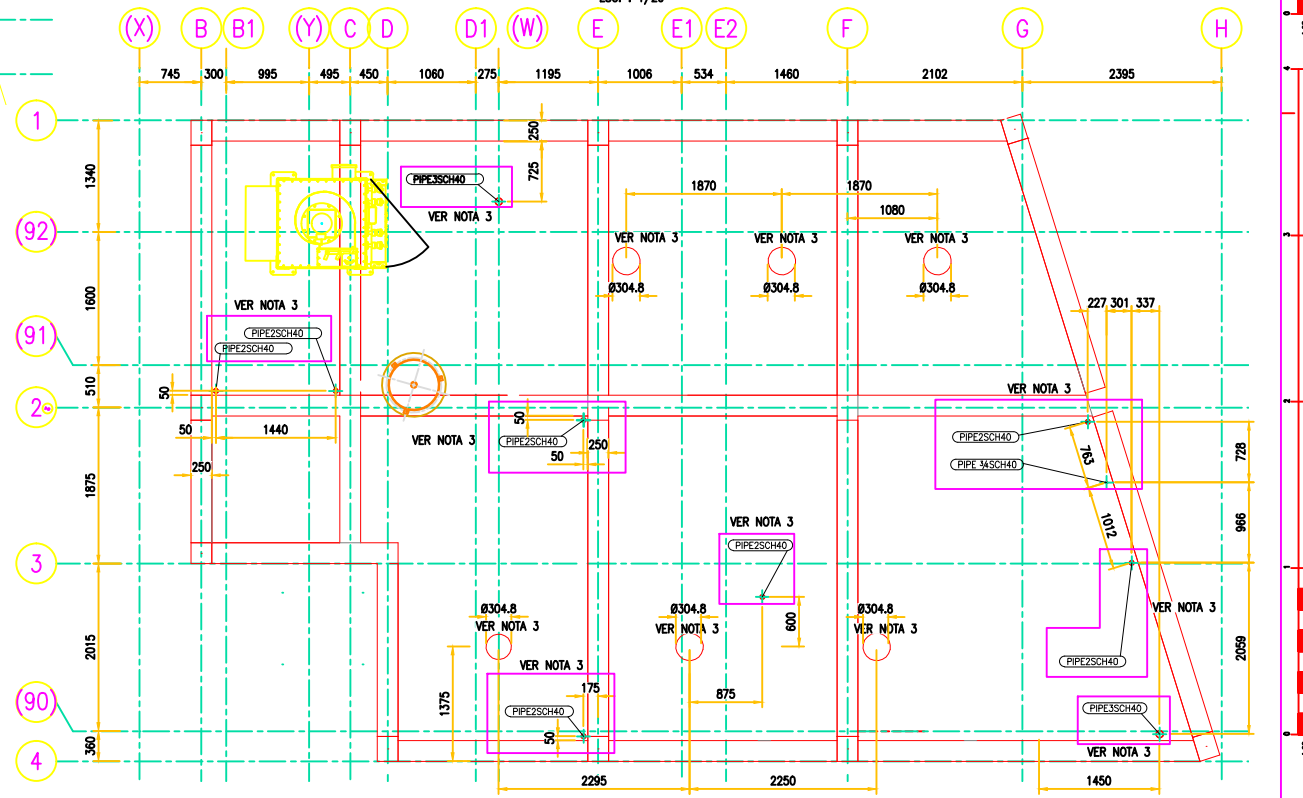 (X) B B1 (Y) C D D1 (W) E E1 E2 F G H
745 300 995 495 450 1060 275 1195 1006 534 1460 2102 2395
1
250
1340
725
PIPE3SCH40
VER NOTA 3
1870 1870
1080
(92)
VER NOTA 3 VER NOTA 3 VER NOTA 3
Ø304.8 Ø304.8 Ø304.8
1600
VER NOTA 3
227 301 337
(91)
PIPE2SCH40
PIPE2SCH40
510
50
VER NOTA 3
2
50 1440
VER NOTA 3
50
PIPE2SCH40
250
50
PIPE2SCH40
763
728
250
PIPE 34SCH40
1875
VER NOTA 3
1012
966
PIPE2SCH40
3
Ø304.8 Ø304.8 Ø304.8
VER NOTA 3 VER NOTA 3 VER NOTA 3
600
VER NOTA 3
2015
2059
PIPE2SCH40
VER NOTA 3
1375
175
875
(90)
PIPE2SCH40
50
PIPE3SCH40
360
VER NOTA 3
4
2295 2250 1450
4
3
2